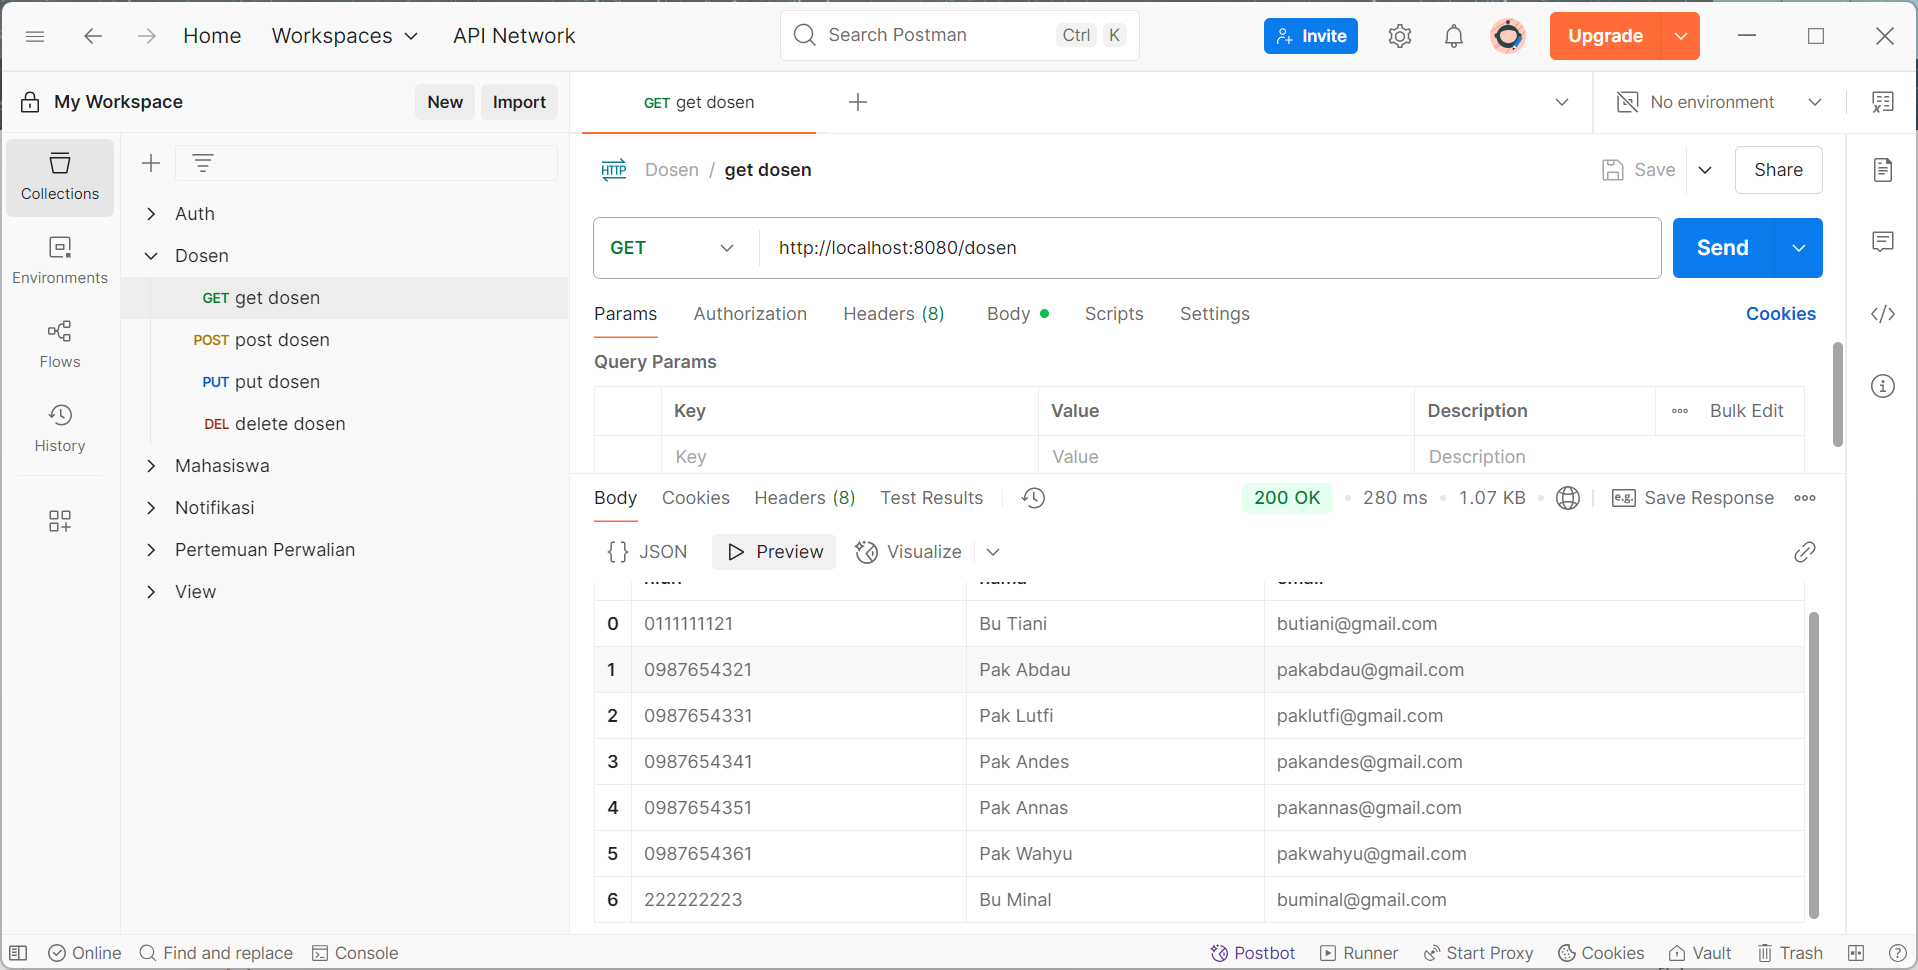 Home Workspaces API Network Search Postman Ctrl K Invite Upgrade
My Workspace New Import GET get dosen No environment
Collections
Environments
Flows
History
Auth
Dosen
GET get dosen
POST post dosen
PUT put dosen
DEL delete dosen
Mahasiswa
Notifikasi
Pertemuan Perwalian
View
HTTP Dosen / get dosen Save Share
GET http://localhost:8080/dosen Send
Params Authorization Headers (8) Body Scripts Settings Cookies
Query Params
Key Value Description Bulk Edit
Key Value Description
Body Cookies Headers (8) Test Results 200 OK 280 ms 1.07 KB e.g. Save Response
{} JSON Preview Visualize
0 0111111121 Bu Tiani butiani@gmail.com
1 0987654321 Pak Abdau pakabdau@gmail.com
2 0987654331 Pak Lutfi paklutfi@gmail.com
3 0987654341 Pak Andes pakandes@gmail.com
4 0987654351 Pak Annas pakannas@gmail.com
5 0987654361 Pak Wahyu pakwahyu@gmail.com
6 222222223 Bu Minal buminal@gmail.com
Online Find and replace Console Postbot Runner Start Proxy Cookies Vault Trash